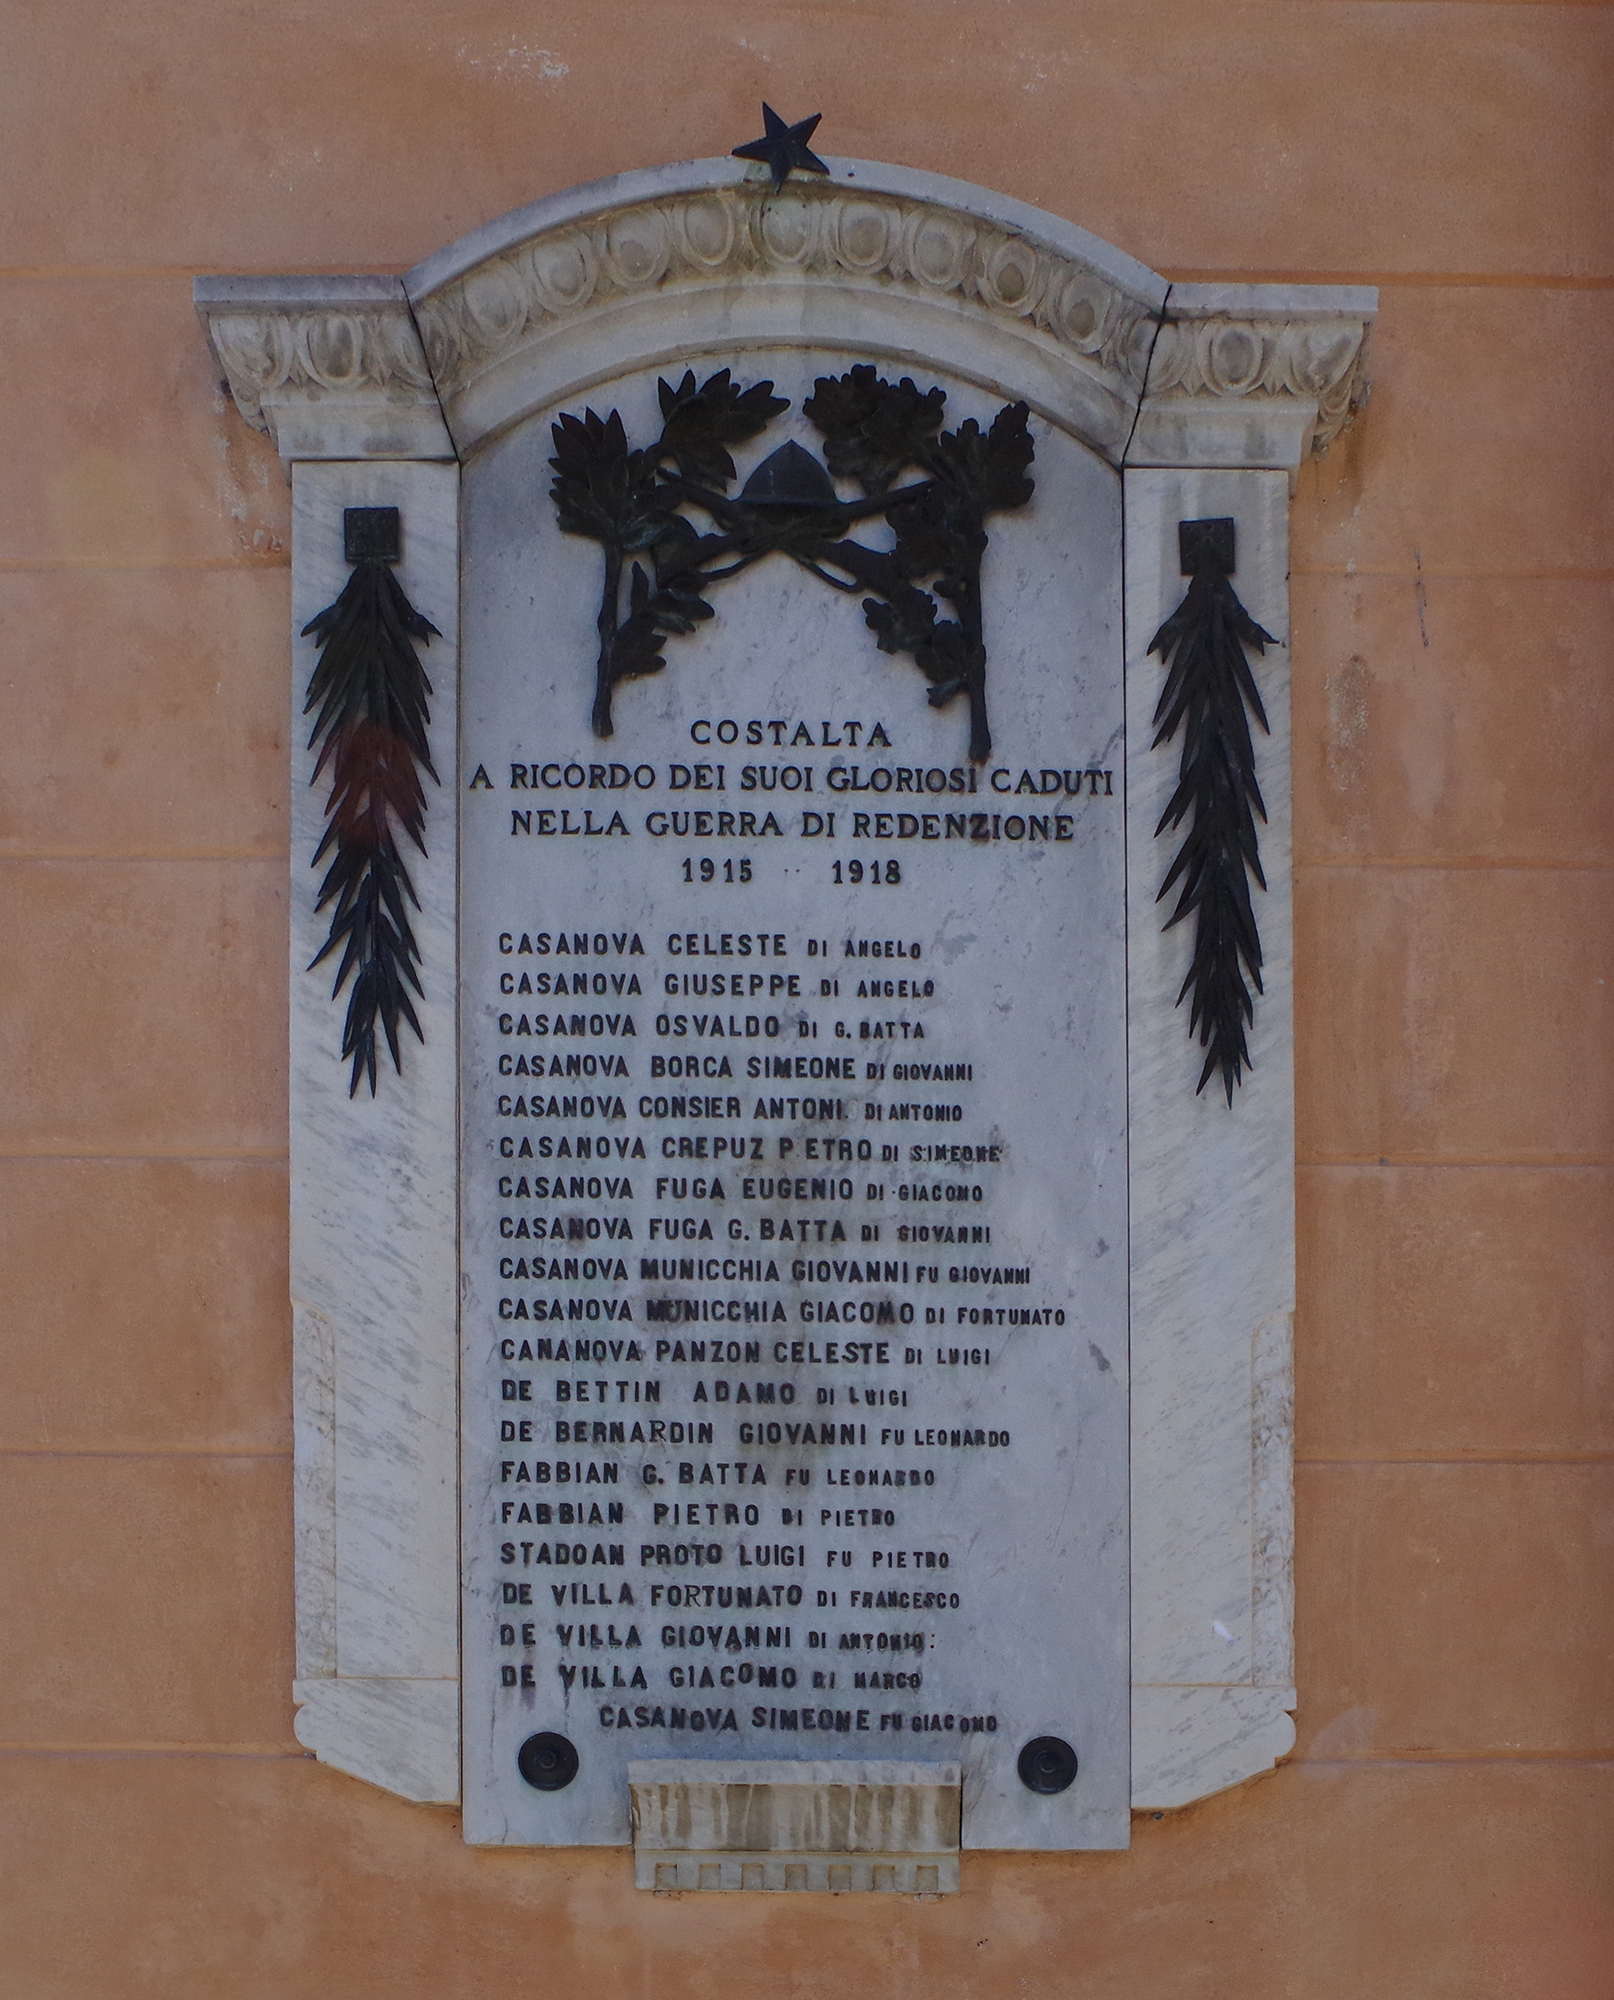 COSTALTA
A RICORDO DEI SUOI GLORIOSI CADUTI
NELLA GUERRA DI REDENZIONE
1915 - 1918
CASANOVA CELESTE DI ANGELO
CASANOVA GIUSEPPE DI ANGELO
CASANOVA OSVALDO DI G. BATTA
CASANOVA BORCA SIMEONE DI GIOVANNI
CASANOVA CONSIER ANTONI. DI ANTONIO
CASANOVA CREPUZ P ETRO DI SIMEONE
CASANOVA FUGA EUGENIO DI GIACOMO
CASANOVA FUGA G. BATTA DI GIOVANNI
CASANOVA MUNICCHIA GIOVANNI FU GIOVANNI
CASANOVA MUNICCHIA GIACOMO DI FORTUNATO
CANANOVA PANZON CELESTE DI LUIGI
DE BETTIN ADAMO DI LUIGI
DE BERNARDIN GIOVANNI FU LEONARDO
FABBIAN G. BATTA FU LEONARDO
FABBIAN PIETRO DI PIETRO
STADOAN PROTO LUIGI FU PIETRO
DE VILLA FORTUNATO DI FRANCESCO
DE VILLA GIOVANNI DI ANTONIO
DE VILLA GIACOMO DI MARCO
CASANOVA SIMEONE FU GIACOMO